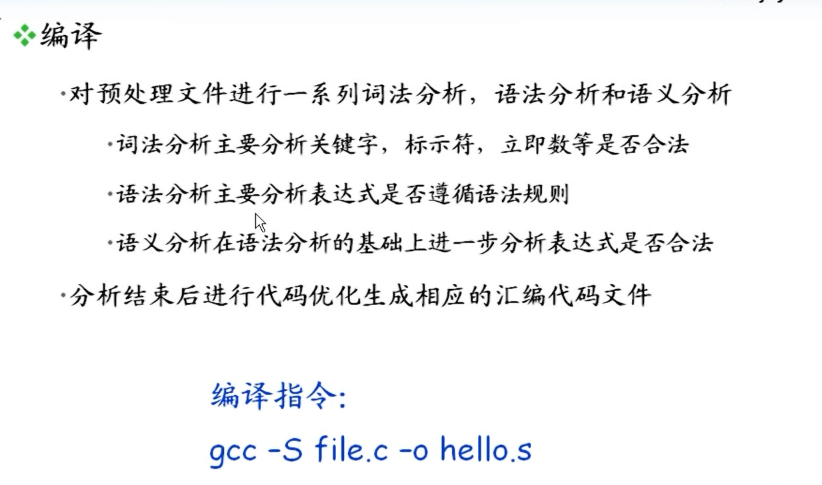 编译
·对预处理文件进行一系列词法分析，语法分析和语义分析
·词法分析主要分析关键字，标示符，立即数等是否合法
·语法分析主要分析表达式是否遵循语法规则
·语义分析在语法分析的基础上进一步分析表达式是否合法
·分析结束后进行代码优化生成相应的汇编代码文件
编译指令：
gcc -S file.c -o hello.s